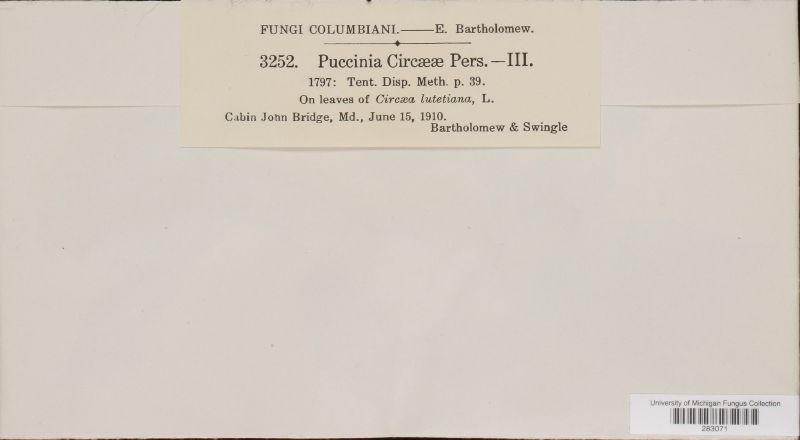 FUNGI COLUMBIANI.——E. Bartholomew.
3252. Puccinia Circææ Pers.—III.
1797: Tent. Disp. Meth. p. 39.
On leaves of Circæa lutetiana, L.
Cabin John Bridge, Md., June 15, 1910.
Bartholomew & Swingle
University of Michigan Fungus Collection
283071